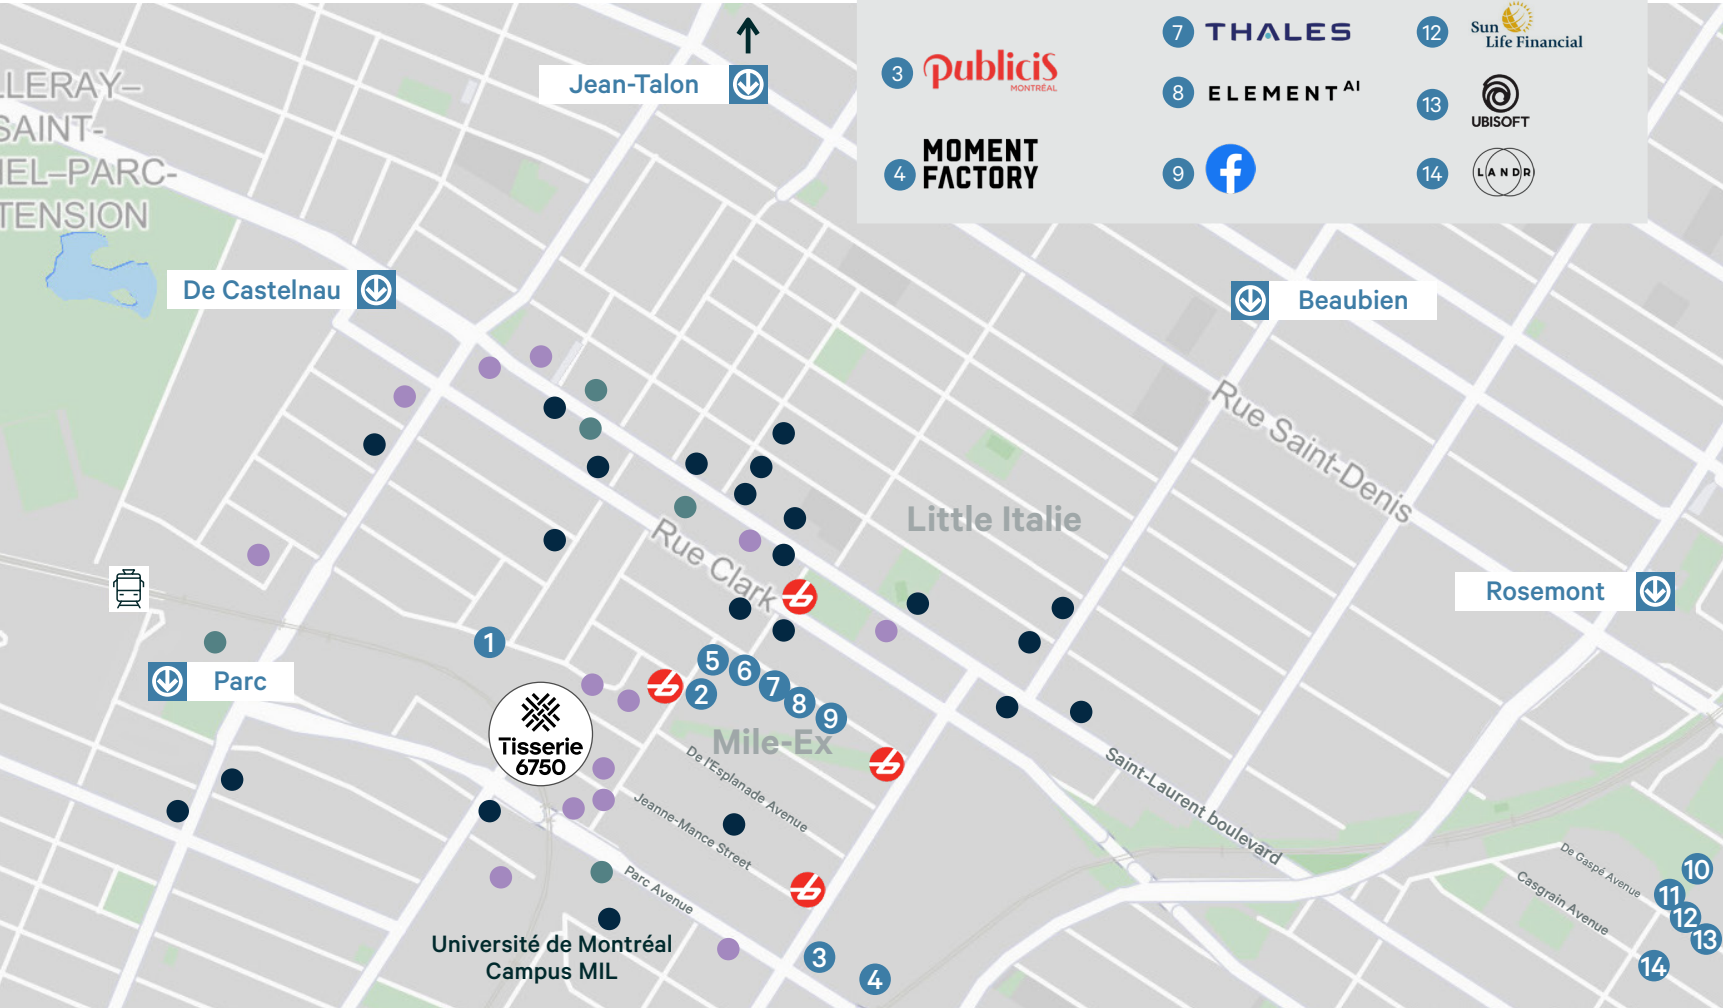 3
publiciS
MONTRÉAL
4
MOMENT
FACTORY
7
THALES
8
ELEMENT AI
9
12
Sun
Life Financial
13
UBISOFT
14
LANDR
Jean-Talon
LERAY–
SAINT-
EL–PARC-
TENSION
De Castelnau
Beaubien
Rue Saint-Denis
Little Italie
Rue Clark
Rosemont
1
5
6
7
8
9
2
Parc
Tisserie
6750
Mile-Ex
De l'Esplanade Avenue
Jeanne-Mance Street
Saint-Laurent boulevard
Parc Avenue
De Gaspé Avenue
Casgrain Avenue
10
11
12
13
14
Université de Montréal
Campus MIL
3
4